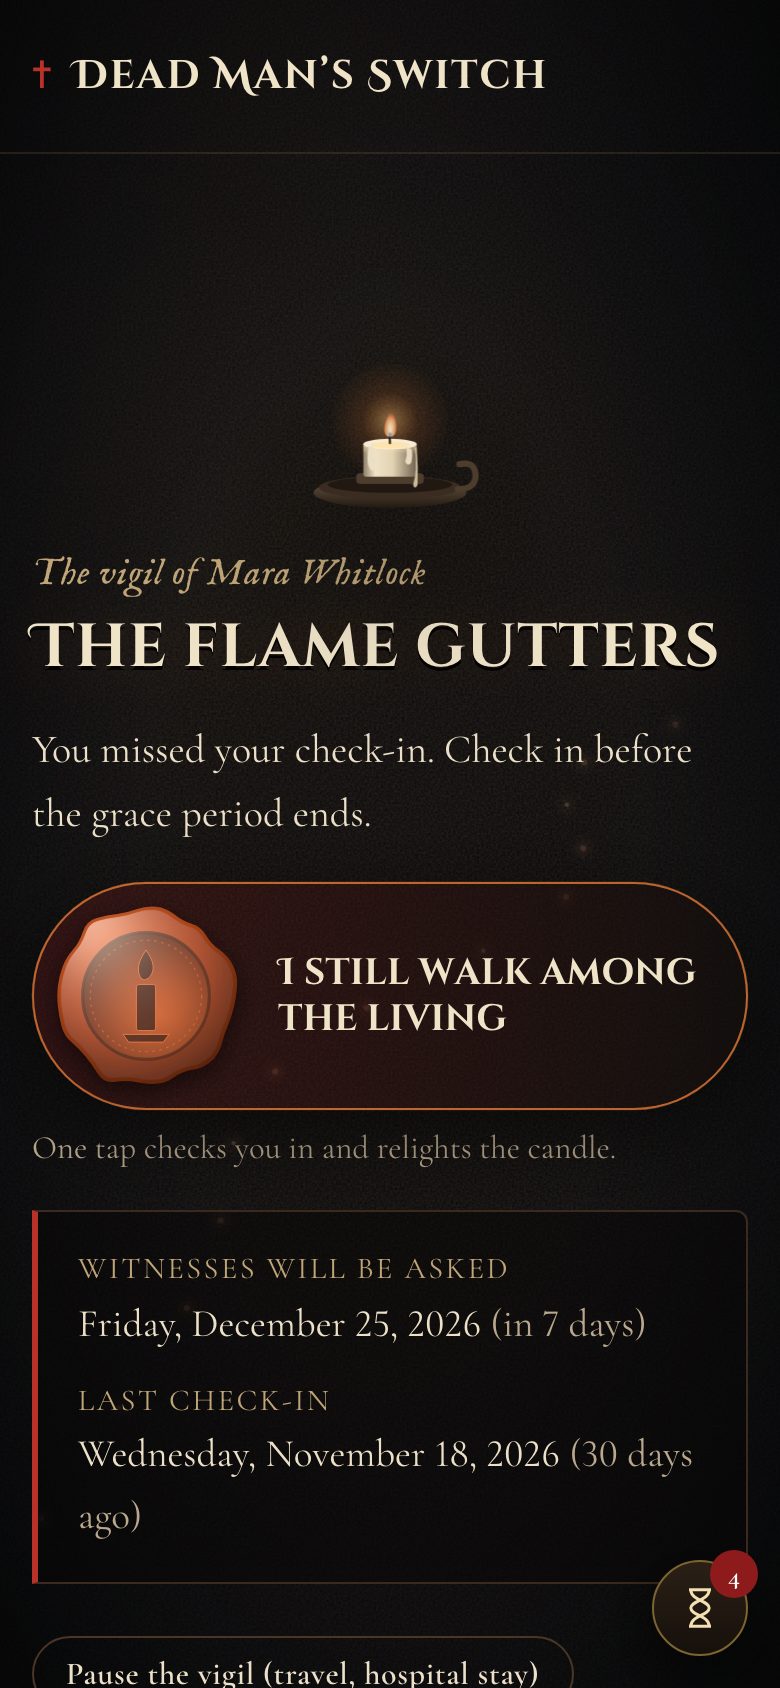 † DEAD MAN’S SWITCH
The vigil of Mara Whitlock
THE FLAME GUTTERS
You missed your check-in. Check in before
the grace period ends.
I STILL WALK AMONG
THE LIVING
One tap checks you in and relights the candle.
WITNESSES WILL BE ASKED
Friday, December 25, 2026 (in 7 days)
LAST CHECK-IN
Wednesday, November 18, 2026 (30 days
ago)
4
Pause the vigil (travel, hospital stay)